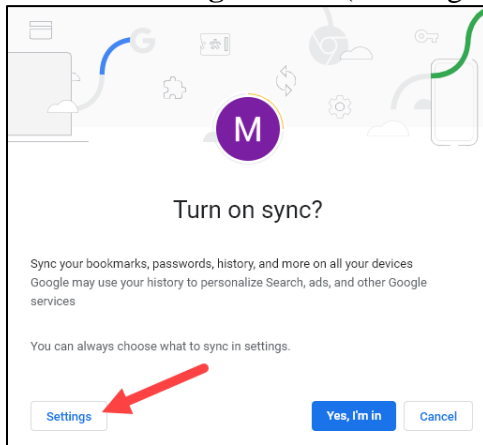 M
Turn on sync?
Sync your bookmarks, passwords, history, and more on all your devices
Google may use your history to personalize Search, ads, and other Google
services
You can always choose what to sync in settings.
Settings Yes, I'm in Cancel